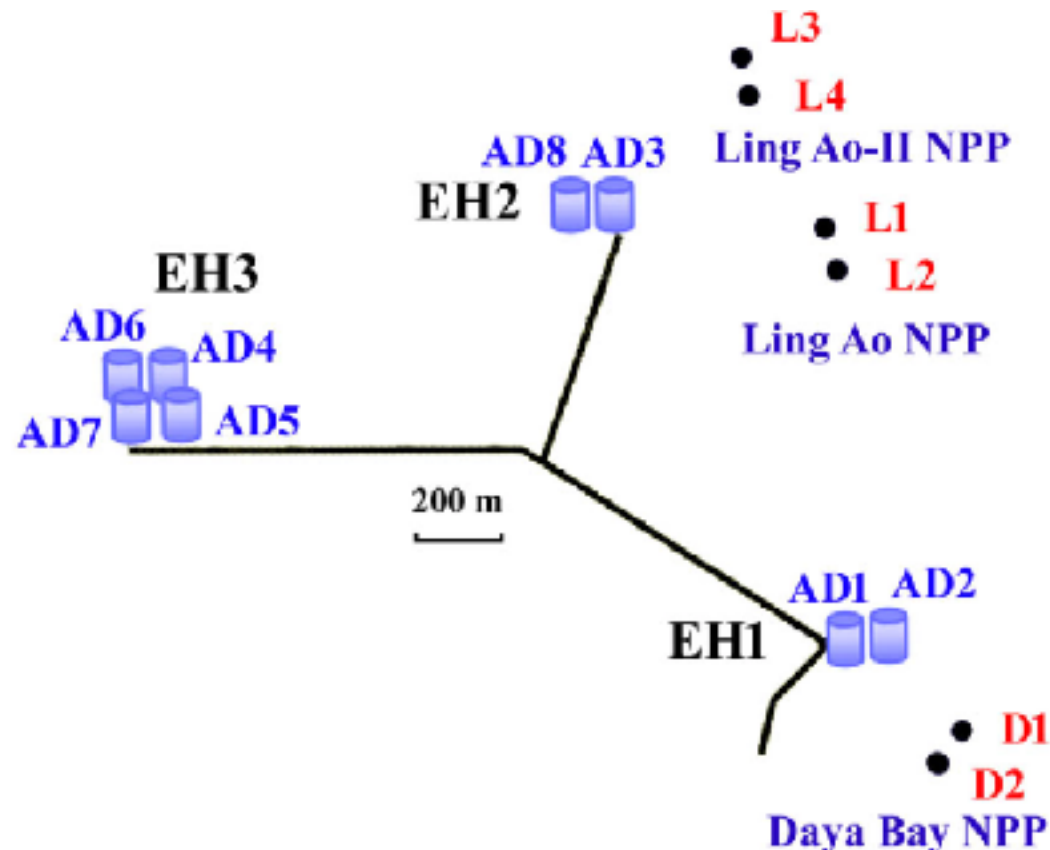 L3
L4
Ling Ao-II NPP
AD8 AD3
EH2
L1
L2
Ling Ao NPP
EH3
AD6
AD4
AD7
AD5
200 m
AD1
AD2
EH1
D1
D2
Daya Bay NPP